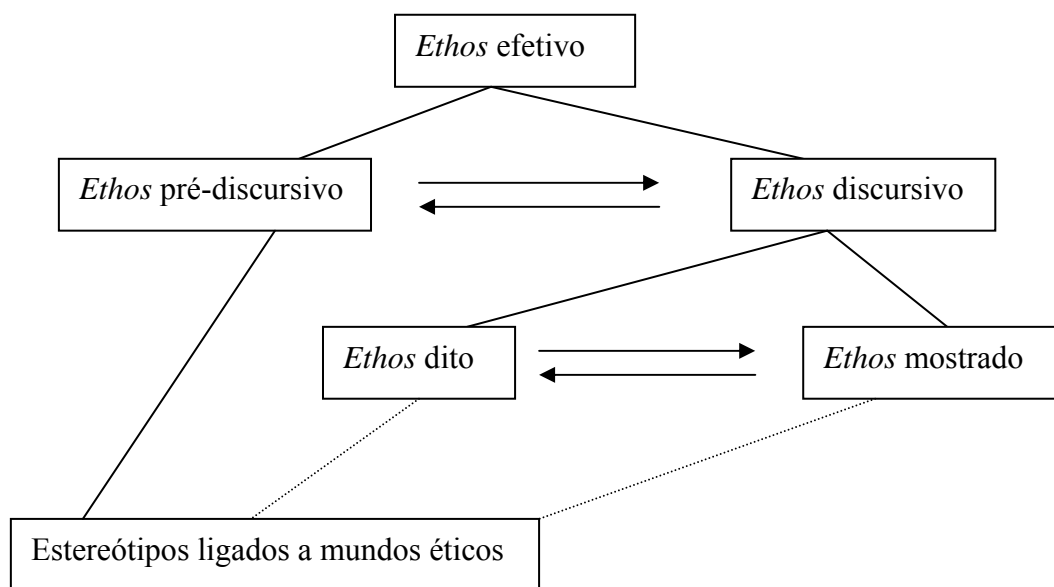 Ethos efetivo
Ethos pré-discursivo
Ethos discursivo
Ethos dito
Ethos mostrado
Estereótipos ligados a mundos éticos